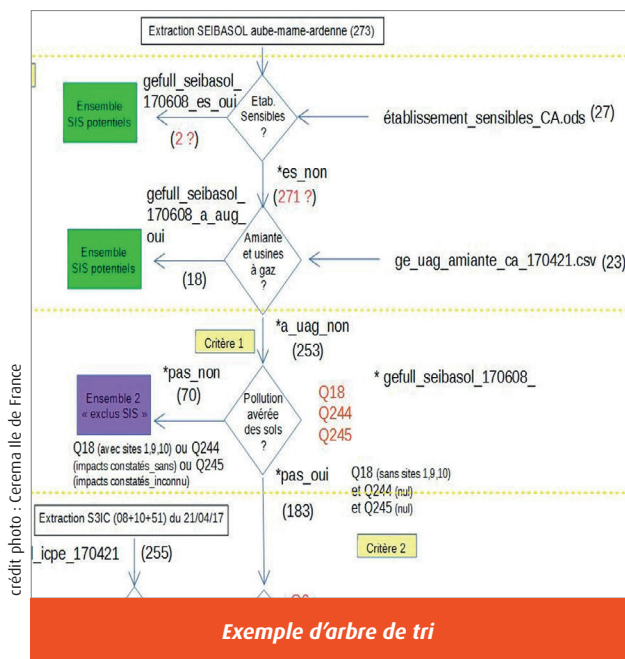 Extraction SEIBASOL aube-marne-ardenne (273)
gefull_seibasol_
170608_es_oui
Ensemble
SIS potentiels
(2 ?)
Etab.
Sensibles
?
établissement_sensibles_CA.ods (27)
*es_non
(271 ?)
gefull_seibasol_
170608_a_aug_
oui
Ensemble
SIS potentiels
(18)
Amiante
et usines
à gaz
?
ge_uag_amiante_ca_170421.csv (23)
*a_uag_non
(253)
Critère 1
*pas_non
(70)
Ensemble 2
« exclus SIS »
Pollution
avérée
des sols
?
Q18
Q244
Q245
* gefull_seibasol_170608_
Q18 (avec sites 1,9,10) ou Q244
(impacts constatés_sans) ou Q245
(impacts constatés_inconnu)
*pas_oui
(183)
Q18 (sans sites 1,9,10)
et Q244 (nul)
et Q245 (nul)
Extraction S3IC (08+10+51) du 21/04/17
l_icpe_170421 (255)
Critère 2
crédit photo : Cerema Ile de France
Exemple d'arbre de tri